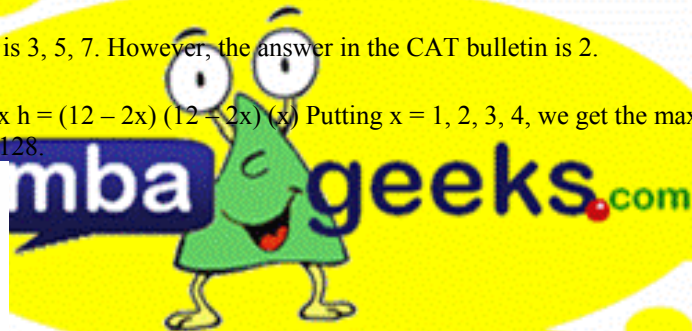 is 3, 5, 7. However, the answer in the CAT bulletin is 2.
x h = (12 – 2x) (12 – 2x) (x) Putting x = 1, 2, 3, 4, we get the max
128.
mba geeks.com